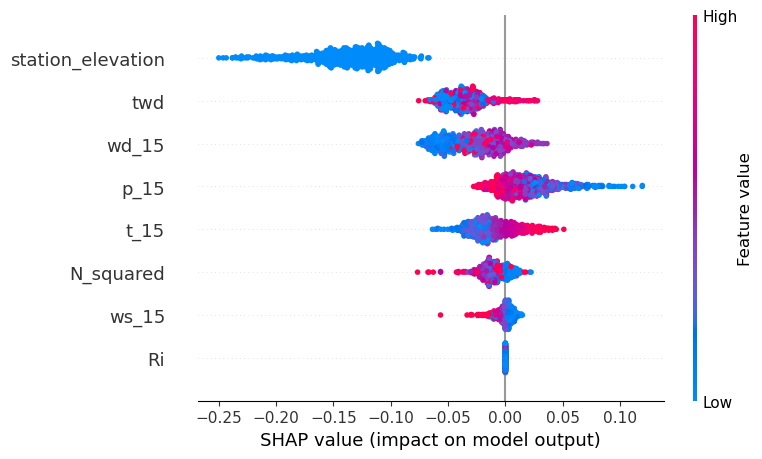 High
station_elevation
twd
wd_15
p_15
t_15
N_squared
ws_15
Ri
Feature value
Low
−0.25 −0.20 −0.15 −0.10 −0.05 0.00 0.05 0.10
SHAP value (impact on model output)